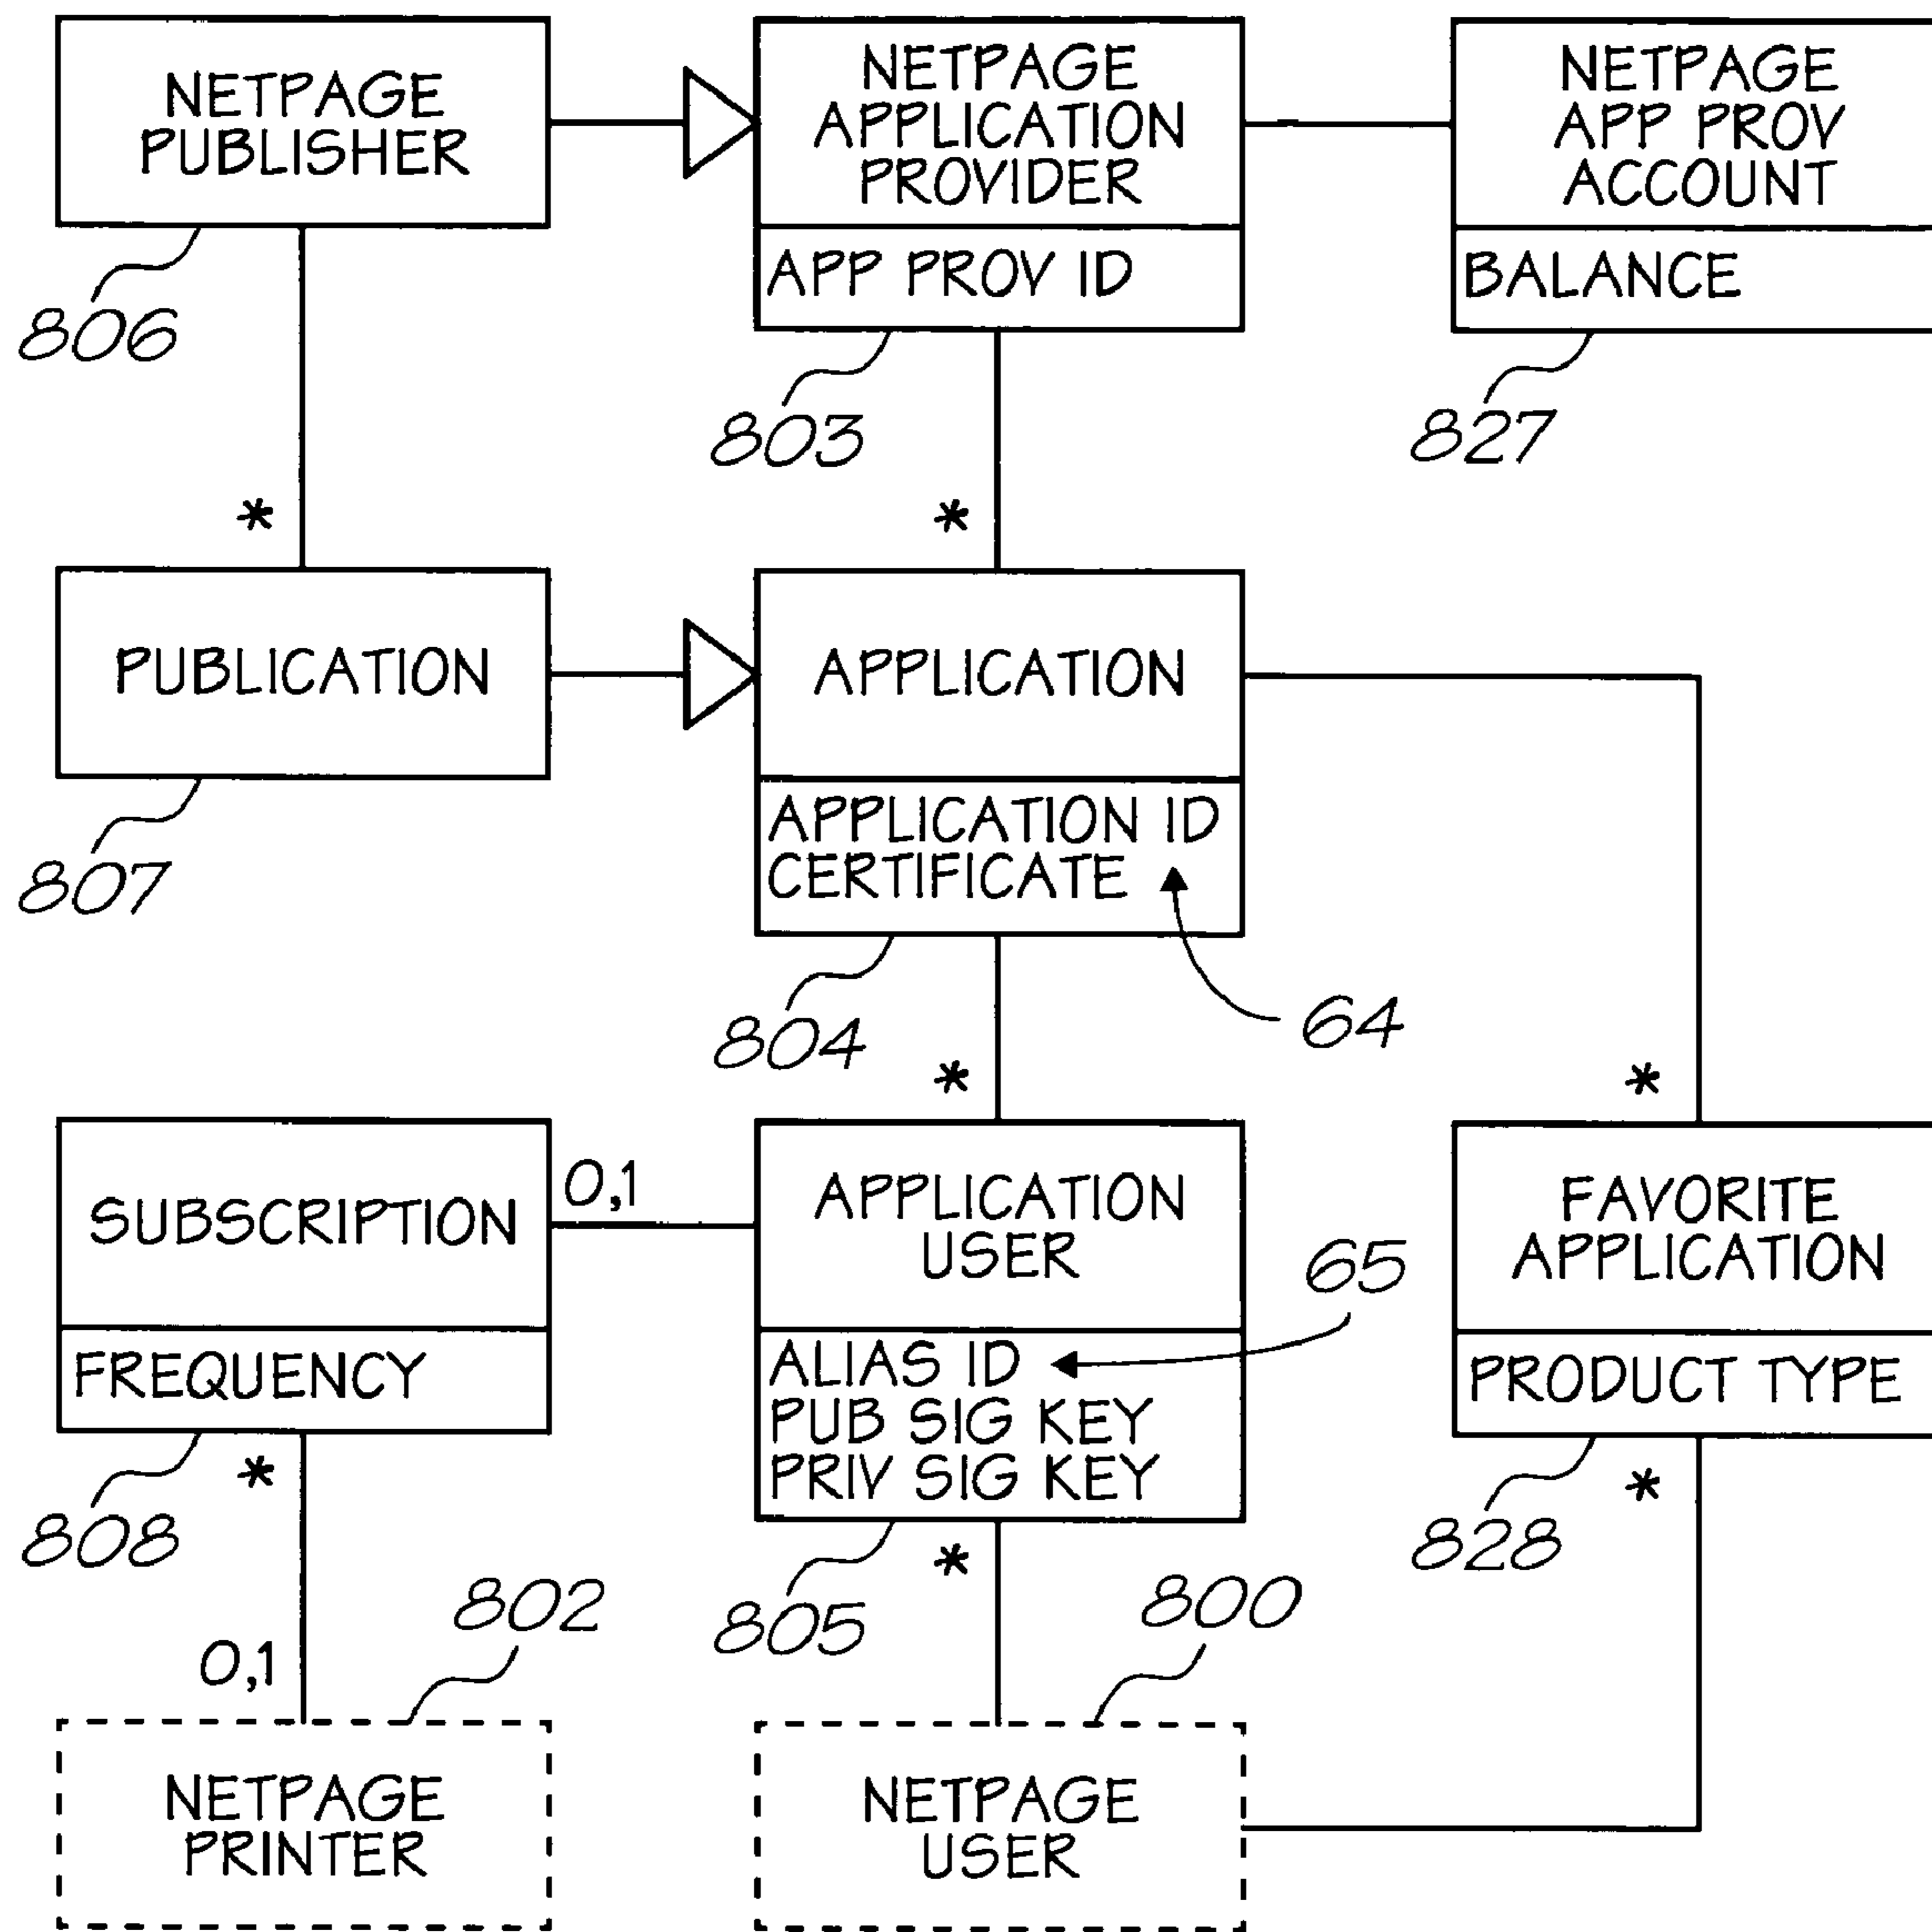 NETPAGE
PUBLISHER
806
NETPAGE
APPLICATION
PROVIDER
APP PROV ID
803
NETPAGE
APP PROV
ACCOUNT
BALANCE
827
*
*
PUBLICATION
807
APPLICATION
APPLICATION ID
CERTIFICATE
64
804
*
*
SUBSCRIPTION
FREQUENCY
808
0,1
APPLICATION
USER
ALIAS ID
PUB SIG KEY
PRIV SIG KEY
65
805
FAVORITE
APPLICATION
PRODUCT TYPE
828
*
*
*
0,1
802
800
NETPAGE
PRINTER
NETPAGE
USER